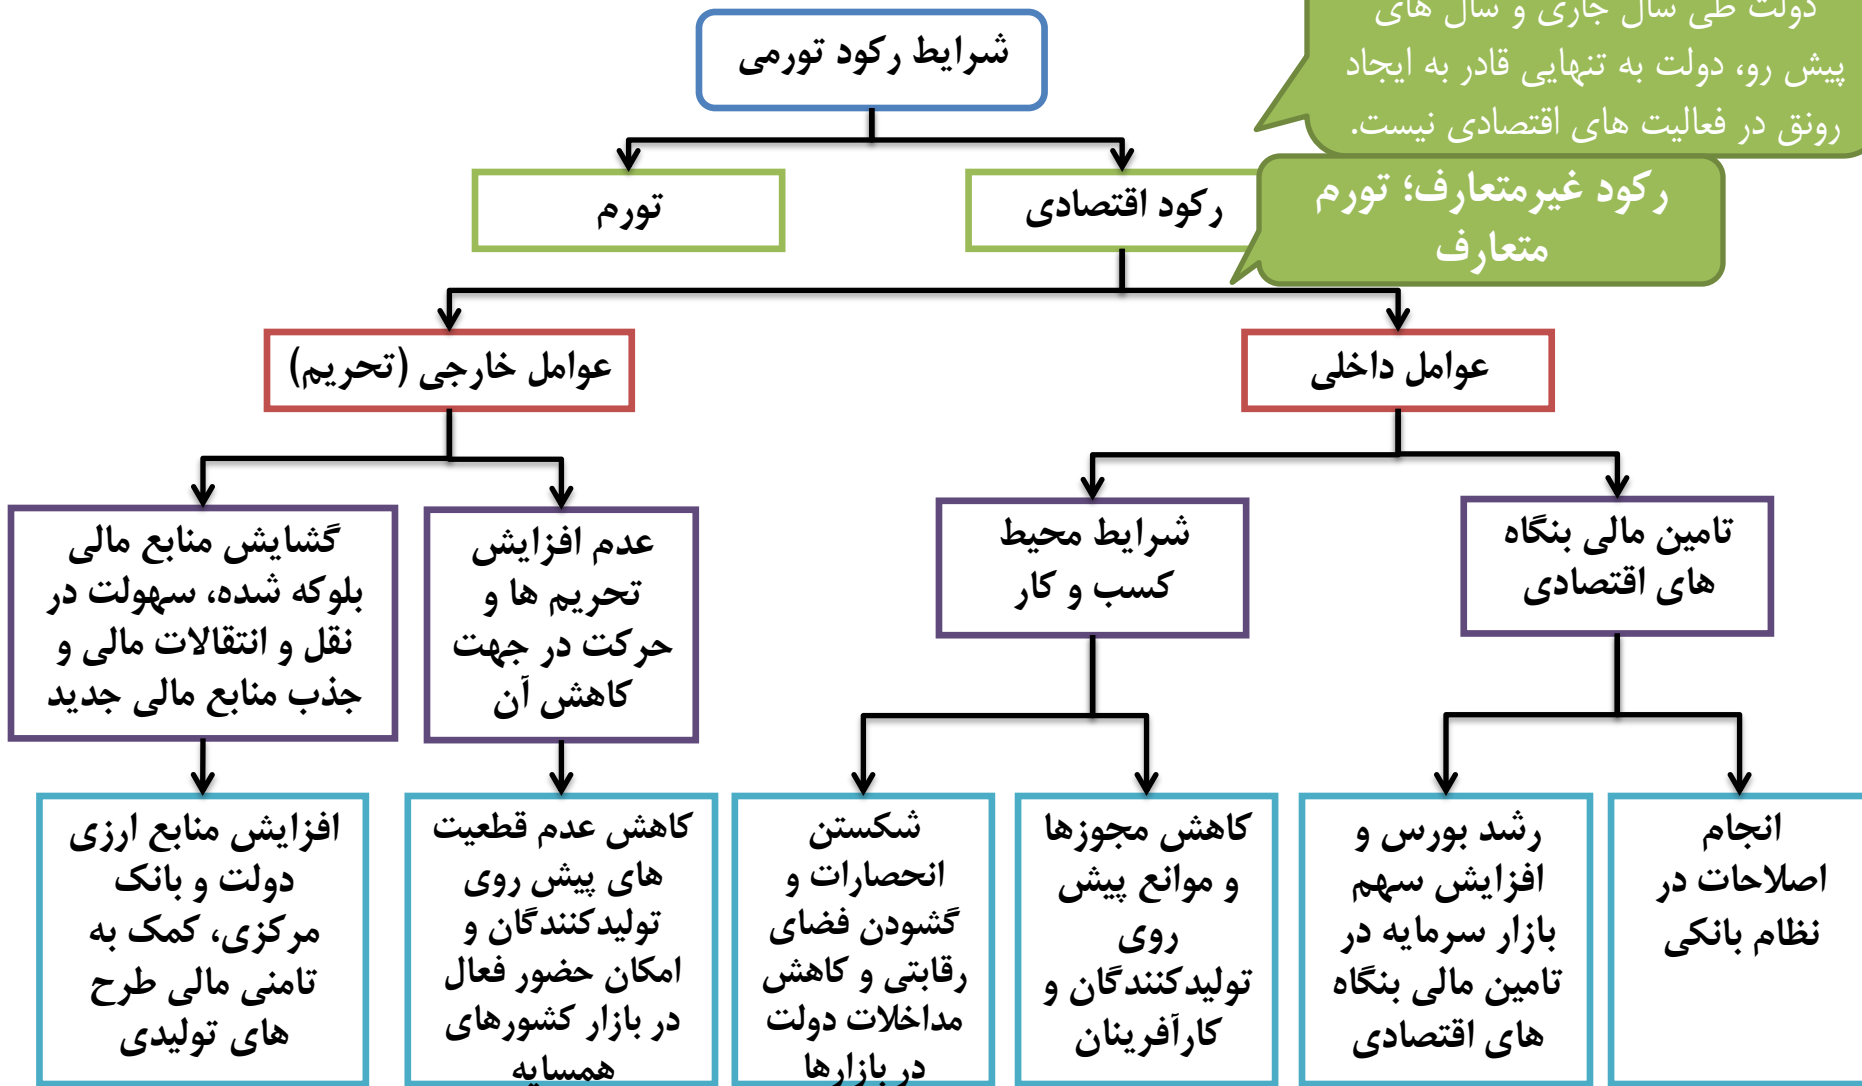 دولت طی سال جاری و سال های
پیش رو، دولت به تنهایی قادر به ایجاد
رونق در فعالیت های اقتصادی نیست.
شرایط رکود تورمی
رکود غیرمتعارف؛ تورم
متعارف
رکود اقتصادی
تورم
عوامل داخلی
عوامل خارجی (تحریم)
تامین مالی بنگاه
های اقتصادی
شرایط محیط
کسب و کار
عدم افزایش
تحریم ها و
حرکت در جهت
کاهش آن
گشایش منابع مالی
بلوکه شده، سهولت در
نقل و انتقالات مالی و
جذب منابع مالی جدید
انجام
اصلاحات در
نظام بانکی
رشد بورس و
افزایش سهم
بازار سرمایه در
تامین مالی بنگاه
های اقتصادی
کاهش مجوزها
و موانع پیش
روی
تولیدکنندگان و
کارآفرینان
شکستن
انحصارات و
گشودن فضای
رقابتی و کاهش
مداخلات دولت
در بازارها
کاهش عدم قطعیت
های پیش روی
تولیدکنندگان و
امکان حضور فعال
در بازار کشورهای
همسایه
افزایش منابع ارزی
دولت و بانک
مرکزی، کمک به
تامنی مالی طرح
های تولیدی